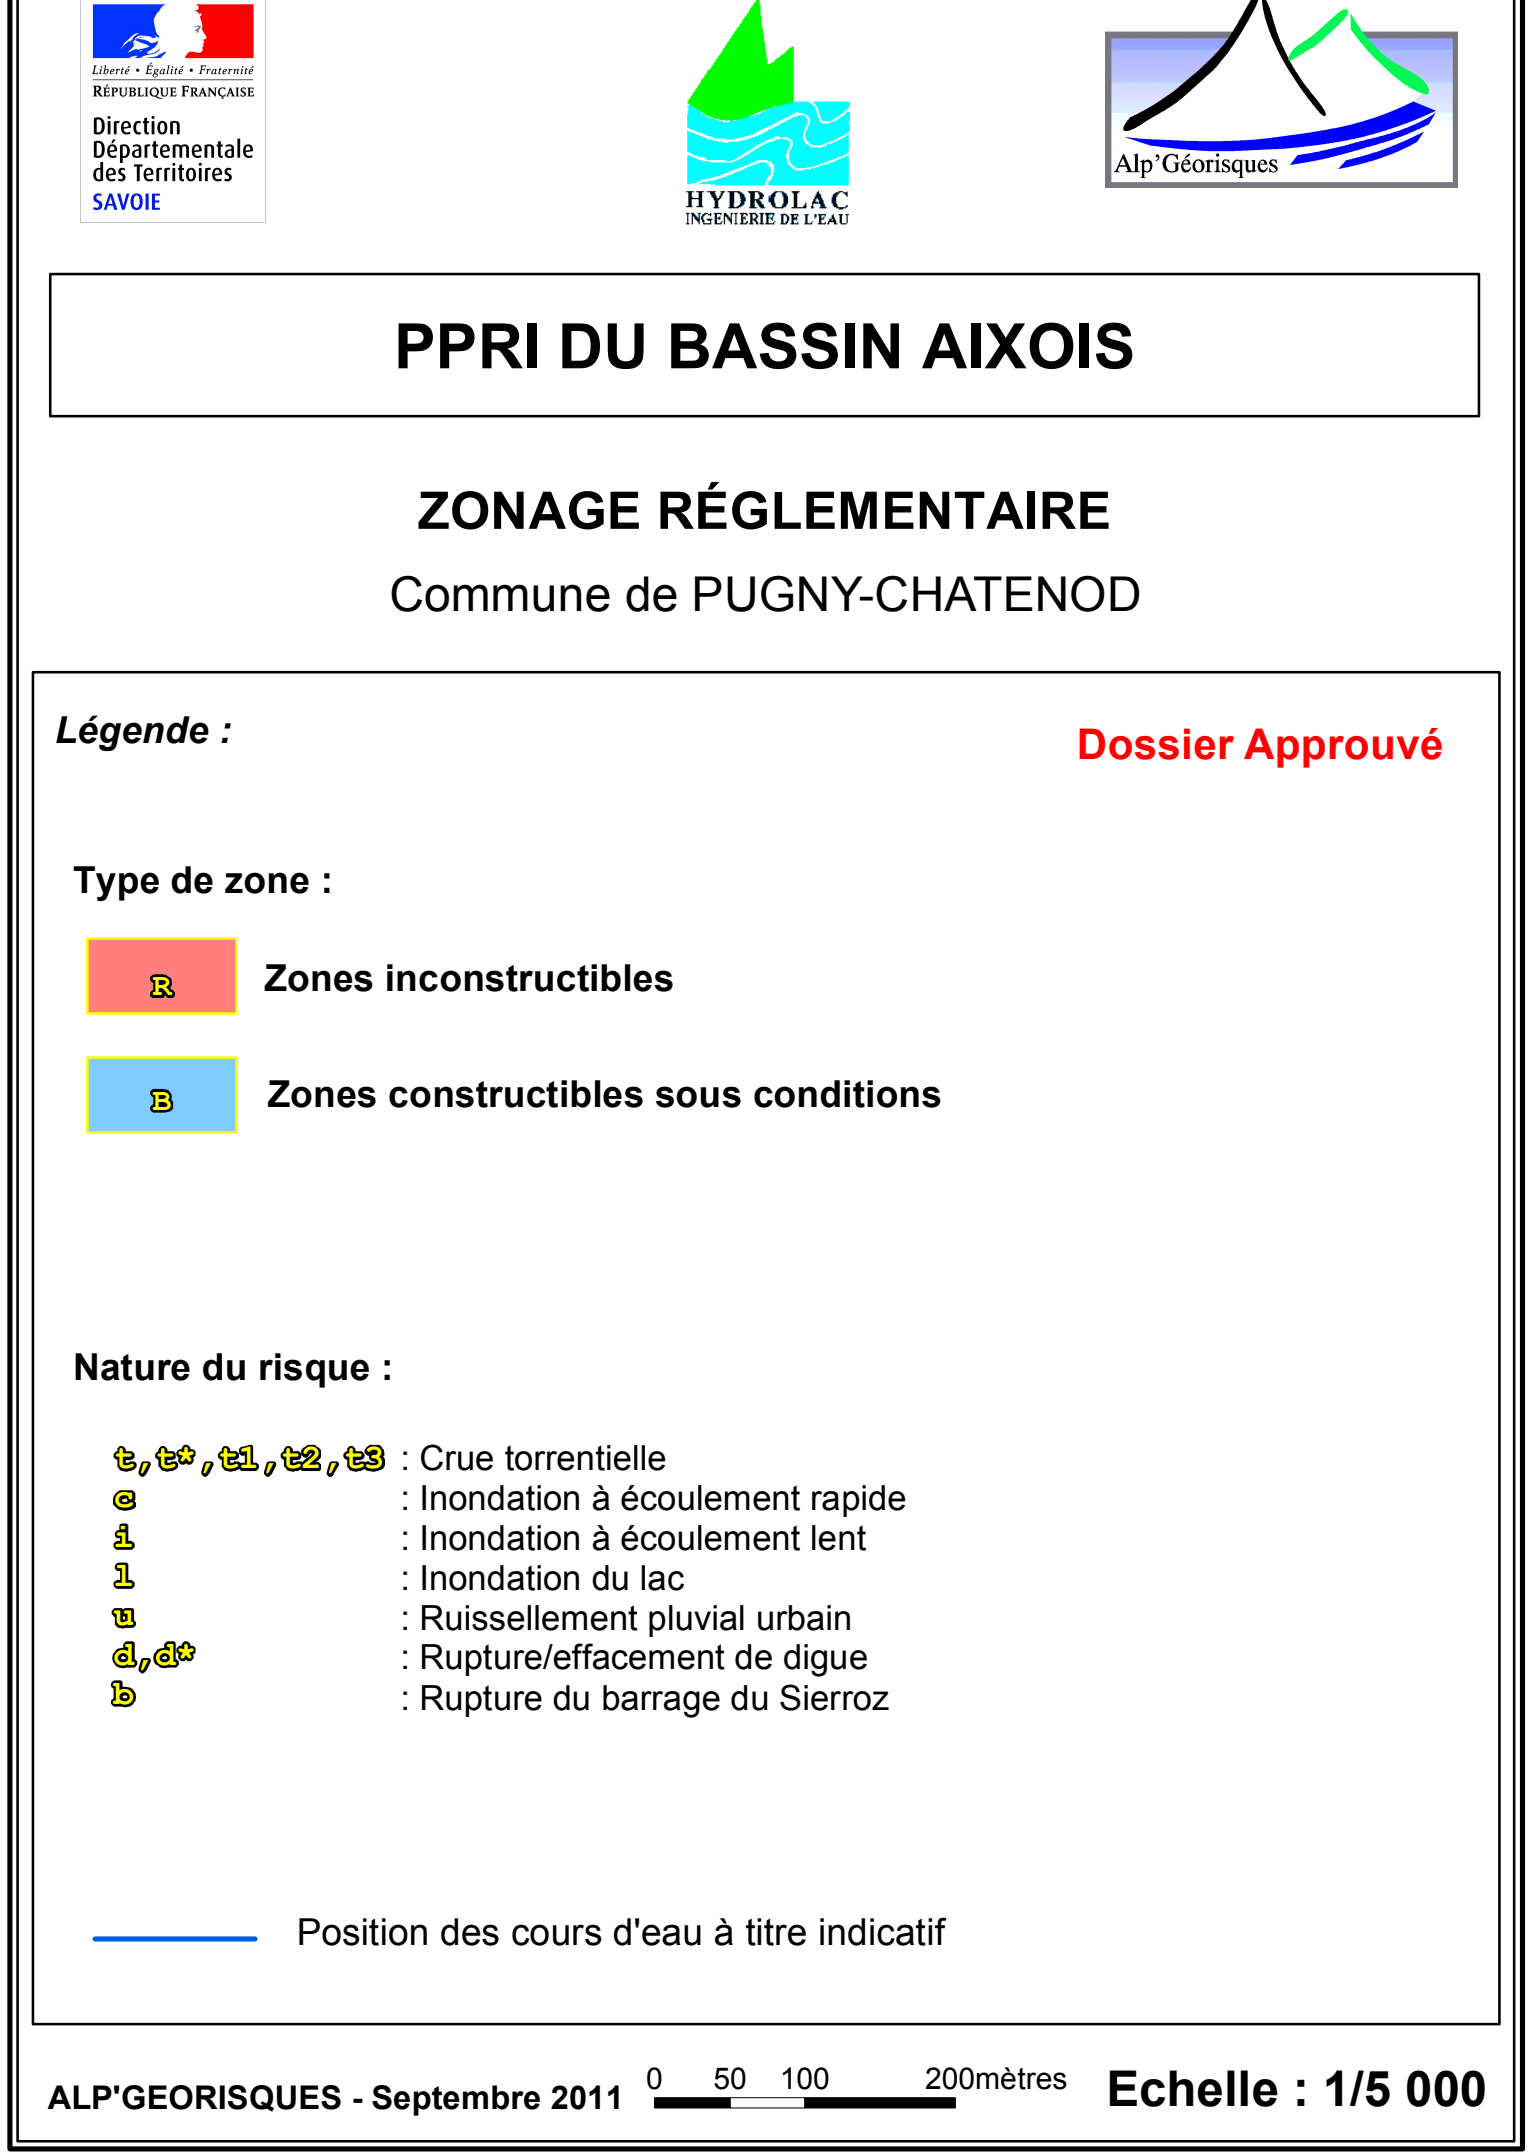 Liberté • Égalité • Fraternité
RÉPUBLIQUE FRANÇAISE
Direction
Départementale
des Territoires
SAVOIE
HYDROLAC
INGENIERIE DE L'EAU
Alp'Géorisques
PPRI DU BASSIN AIXOIS
ZONAGE RÉGLEMENTAIRE
Commune de PUGNY-CHATENOD
Légende :
Dossier Approuvé
Type de zone :
R Zones inconstructibles
B Zones constructibles sous conditions
Nature du risque :
t,t*,t1,t2,t3 : Crue torrentielle
c : Inondation à écoulement rapide
i : Inondation à écoulement lent
l : Inondation du lac
u : Ruissellement pluvial urbain
d,d* : Rupture/effacement de digue
b : Rupture du barrage du Sierroz
Position des cours d'eau à titre indicatif
ALP'GEORISQUES - Septembre 2011
0 50 100 200mètres
Echelle : 1/5 000